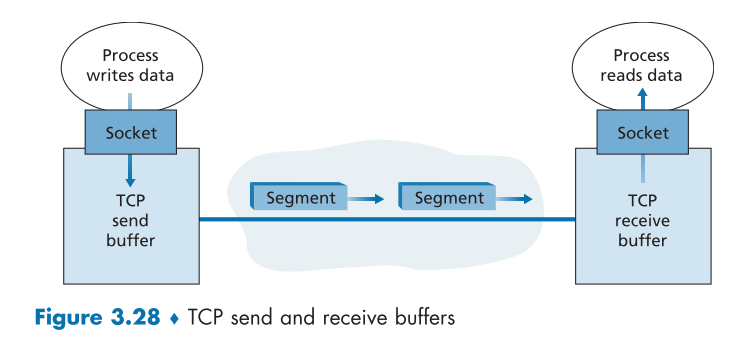 Process
writes data
Process
reads data
Socket
Socket
TCP
send
buffer
Segment
Segment
TCP
receive
buffer
Figure 3.28 ♦ TCP send and receive buffers